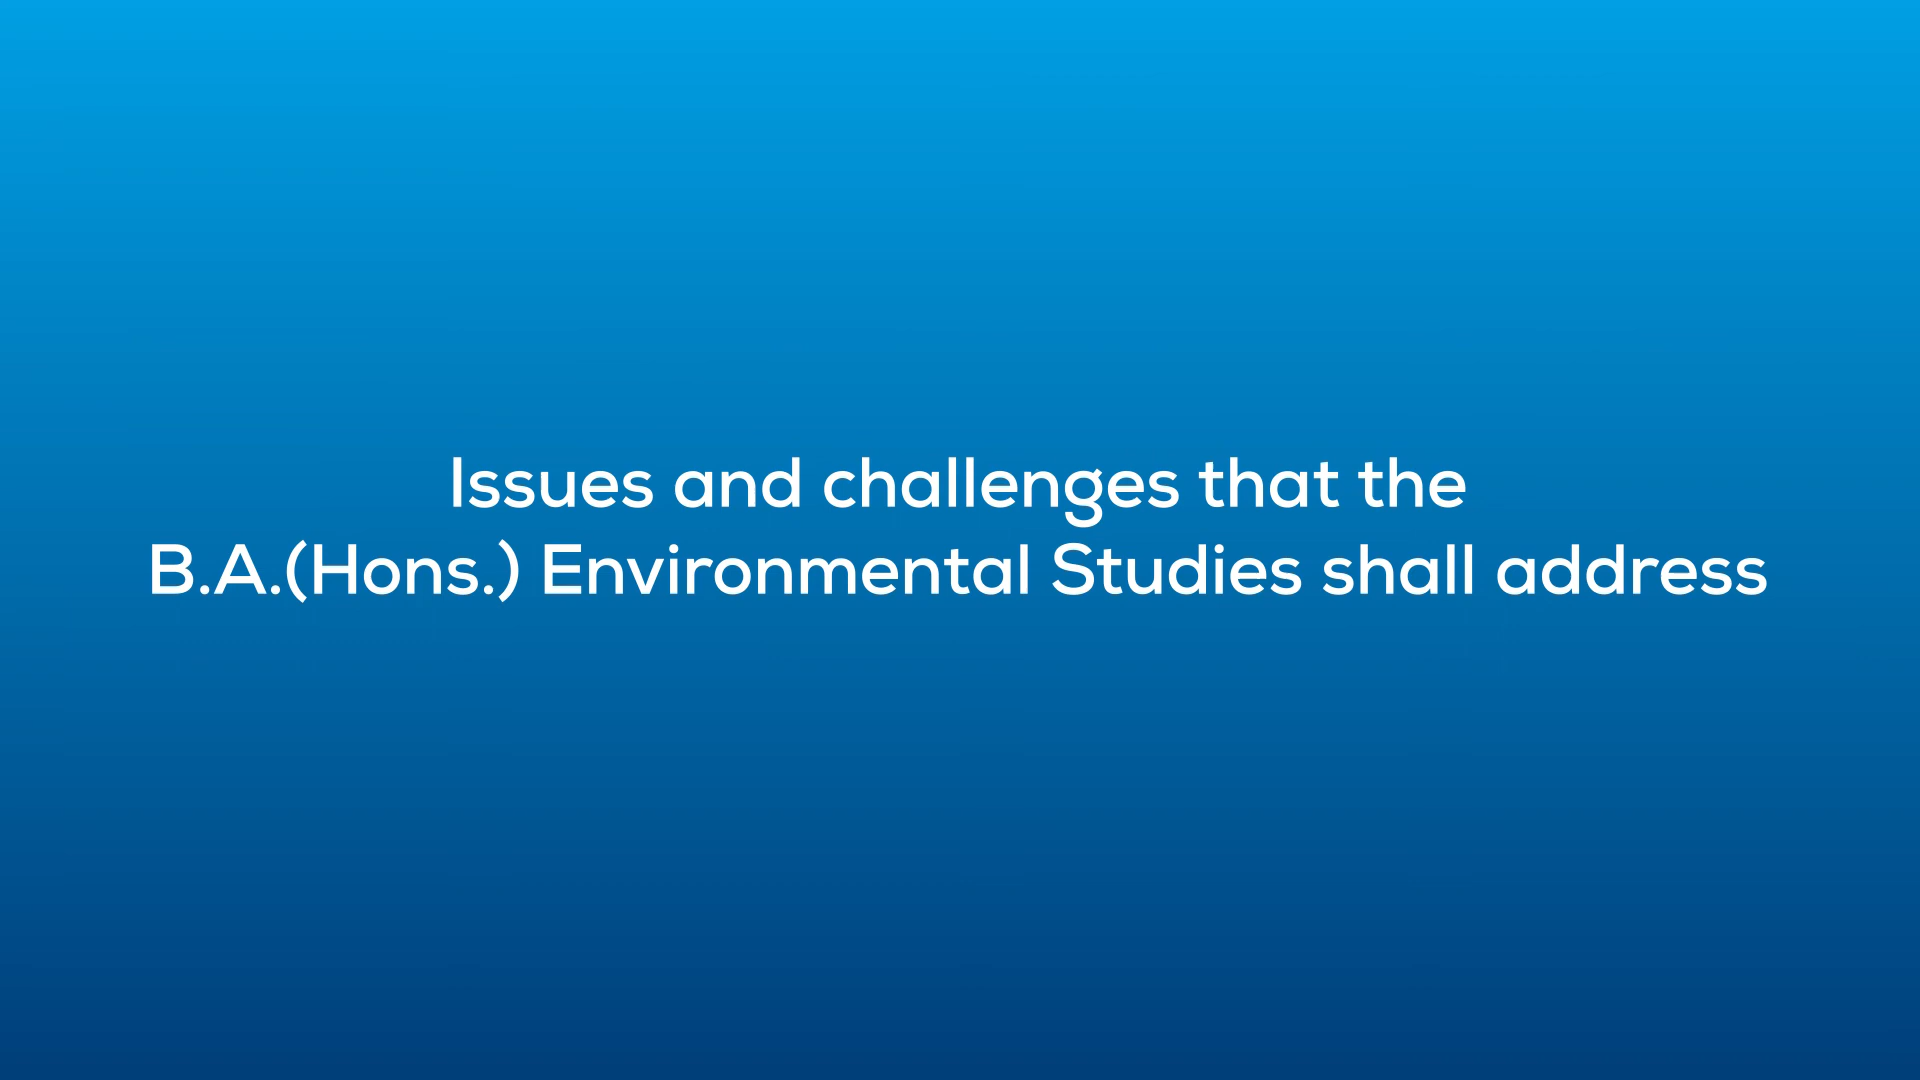 Issues and challenges that the
B.A.(Hons.) Environmental Studies shall address